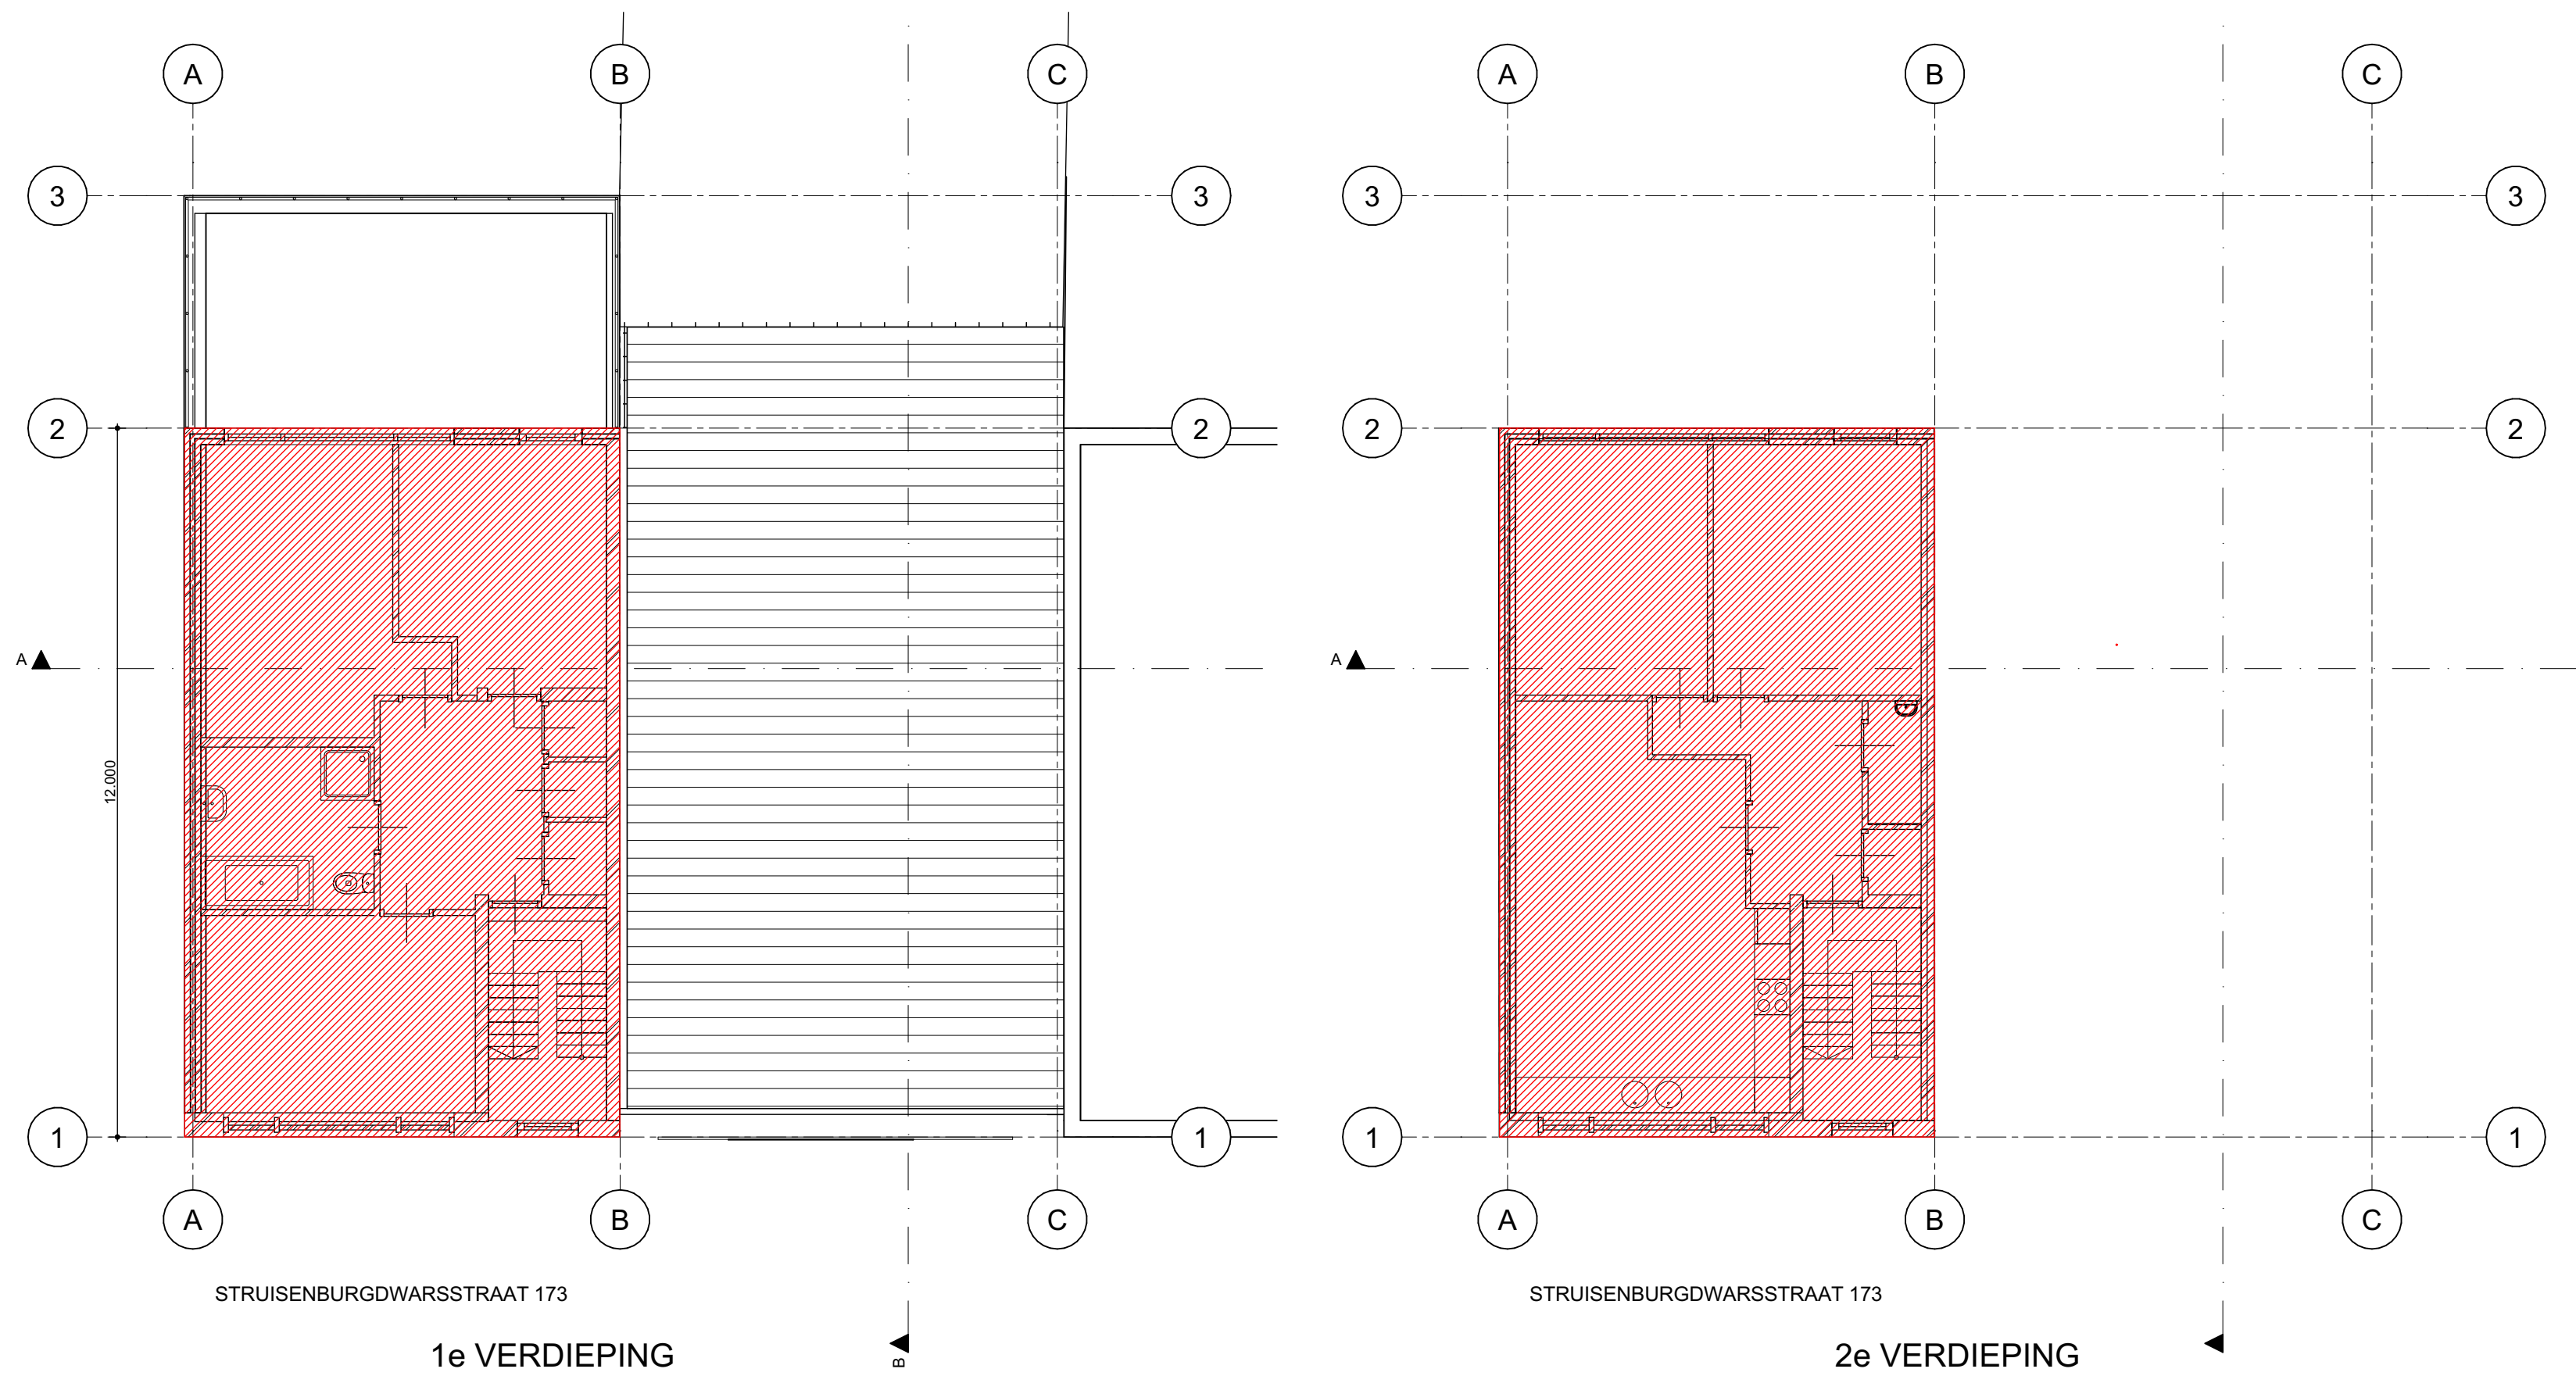 A B C A B C
3 3 3 3
2 2 2 2
A A
12.000
1 1 1 1
A B C A B C
STRUISENBURGDWARSSTRAAT 173 STRUISENBURGDWARSSTRAAT 173
1e VERDIEPING B 2e VERDIEPING